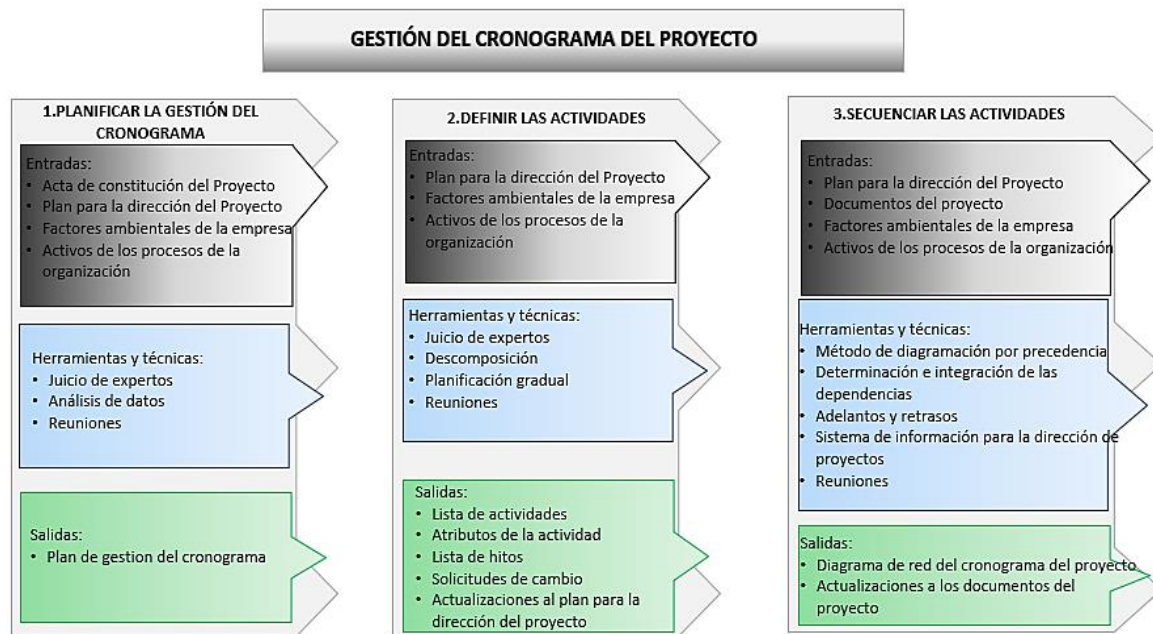 GESTIÓN DEL CRONOGRAMA DEL PROYECTO
1.PLANIFICAR LA GESTIÓN DEL
CRONOGRAMA
Entradas:
• Acta de constitución del Proyecto
• Plan para la dirección del Proyecto
• Factores ambientales de la empresa
• Activos de los procesos de la
organización
Herramientas y técnicas:
• Juicio de expertos
• Análisis de datos
• Reuniones
Salidas:
• Plan de gestion del cronograma
2.DEFINIR LAS ACTIVIDADES
Entradas:
• Plan para la dirección del Proyecto
• Factores ambientales de la empresa
• Activos de los procesos de la
organización
Herramientas y técnicas:
• Juicio de expertos
• Descomposición
• Planificación gradual
• Reuniones
Salidas:
• Lista de actividades
• Atributos de la actividad
• Lista de hitos
• Solicitudes de cambio
• Actualizaciones al plan para la
dirección del proyecto
3.SECUENCIAR LAS ACTIVIDADES
Entradas:
• Plan para la dirección del Proyecto
• Documentos del proyecto
• Factores ambientales de la empresa
• Activos de los procesos de la organización
Herramientas y técnicas:
• Método de diagramación por precedencia
• Determinación e integración de las
dependencias
• Adelantos y retrasos
• Sistema de información para la dirección de
proyectos
• Reuniones
Salidas:
• Diagrama de red del cronograma del proyecto
• Actualizaciones a los documentos del
proyecto